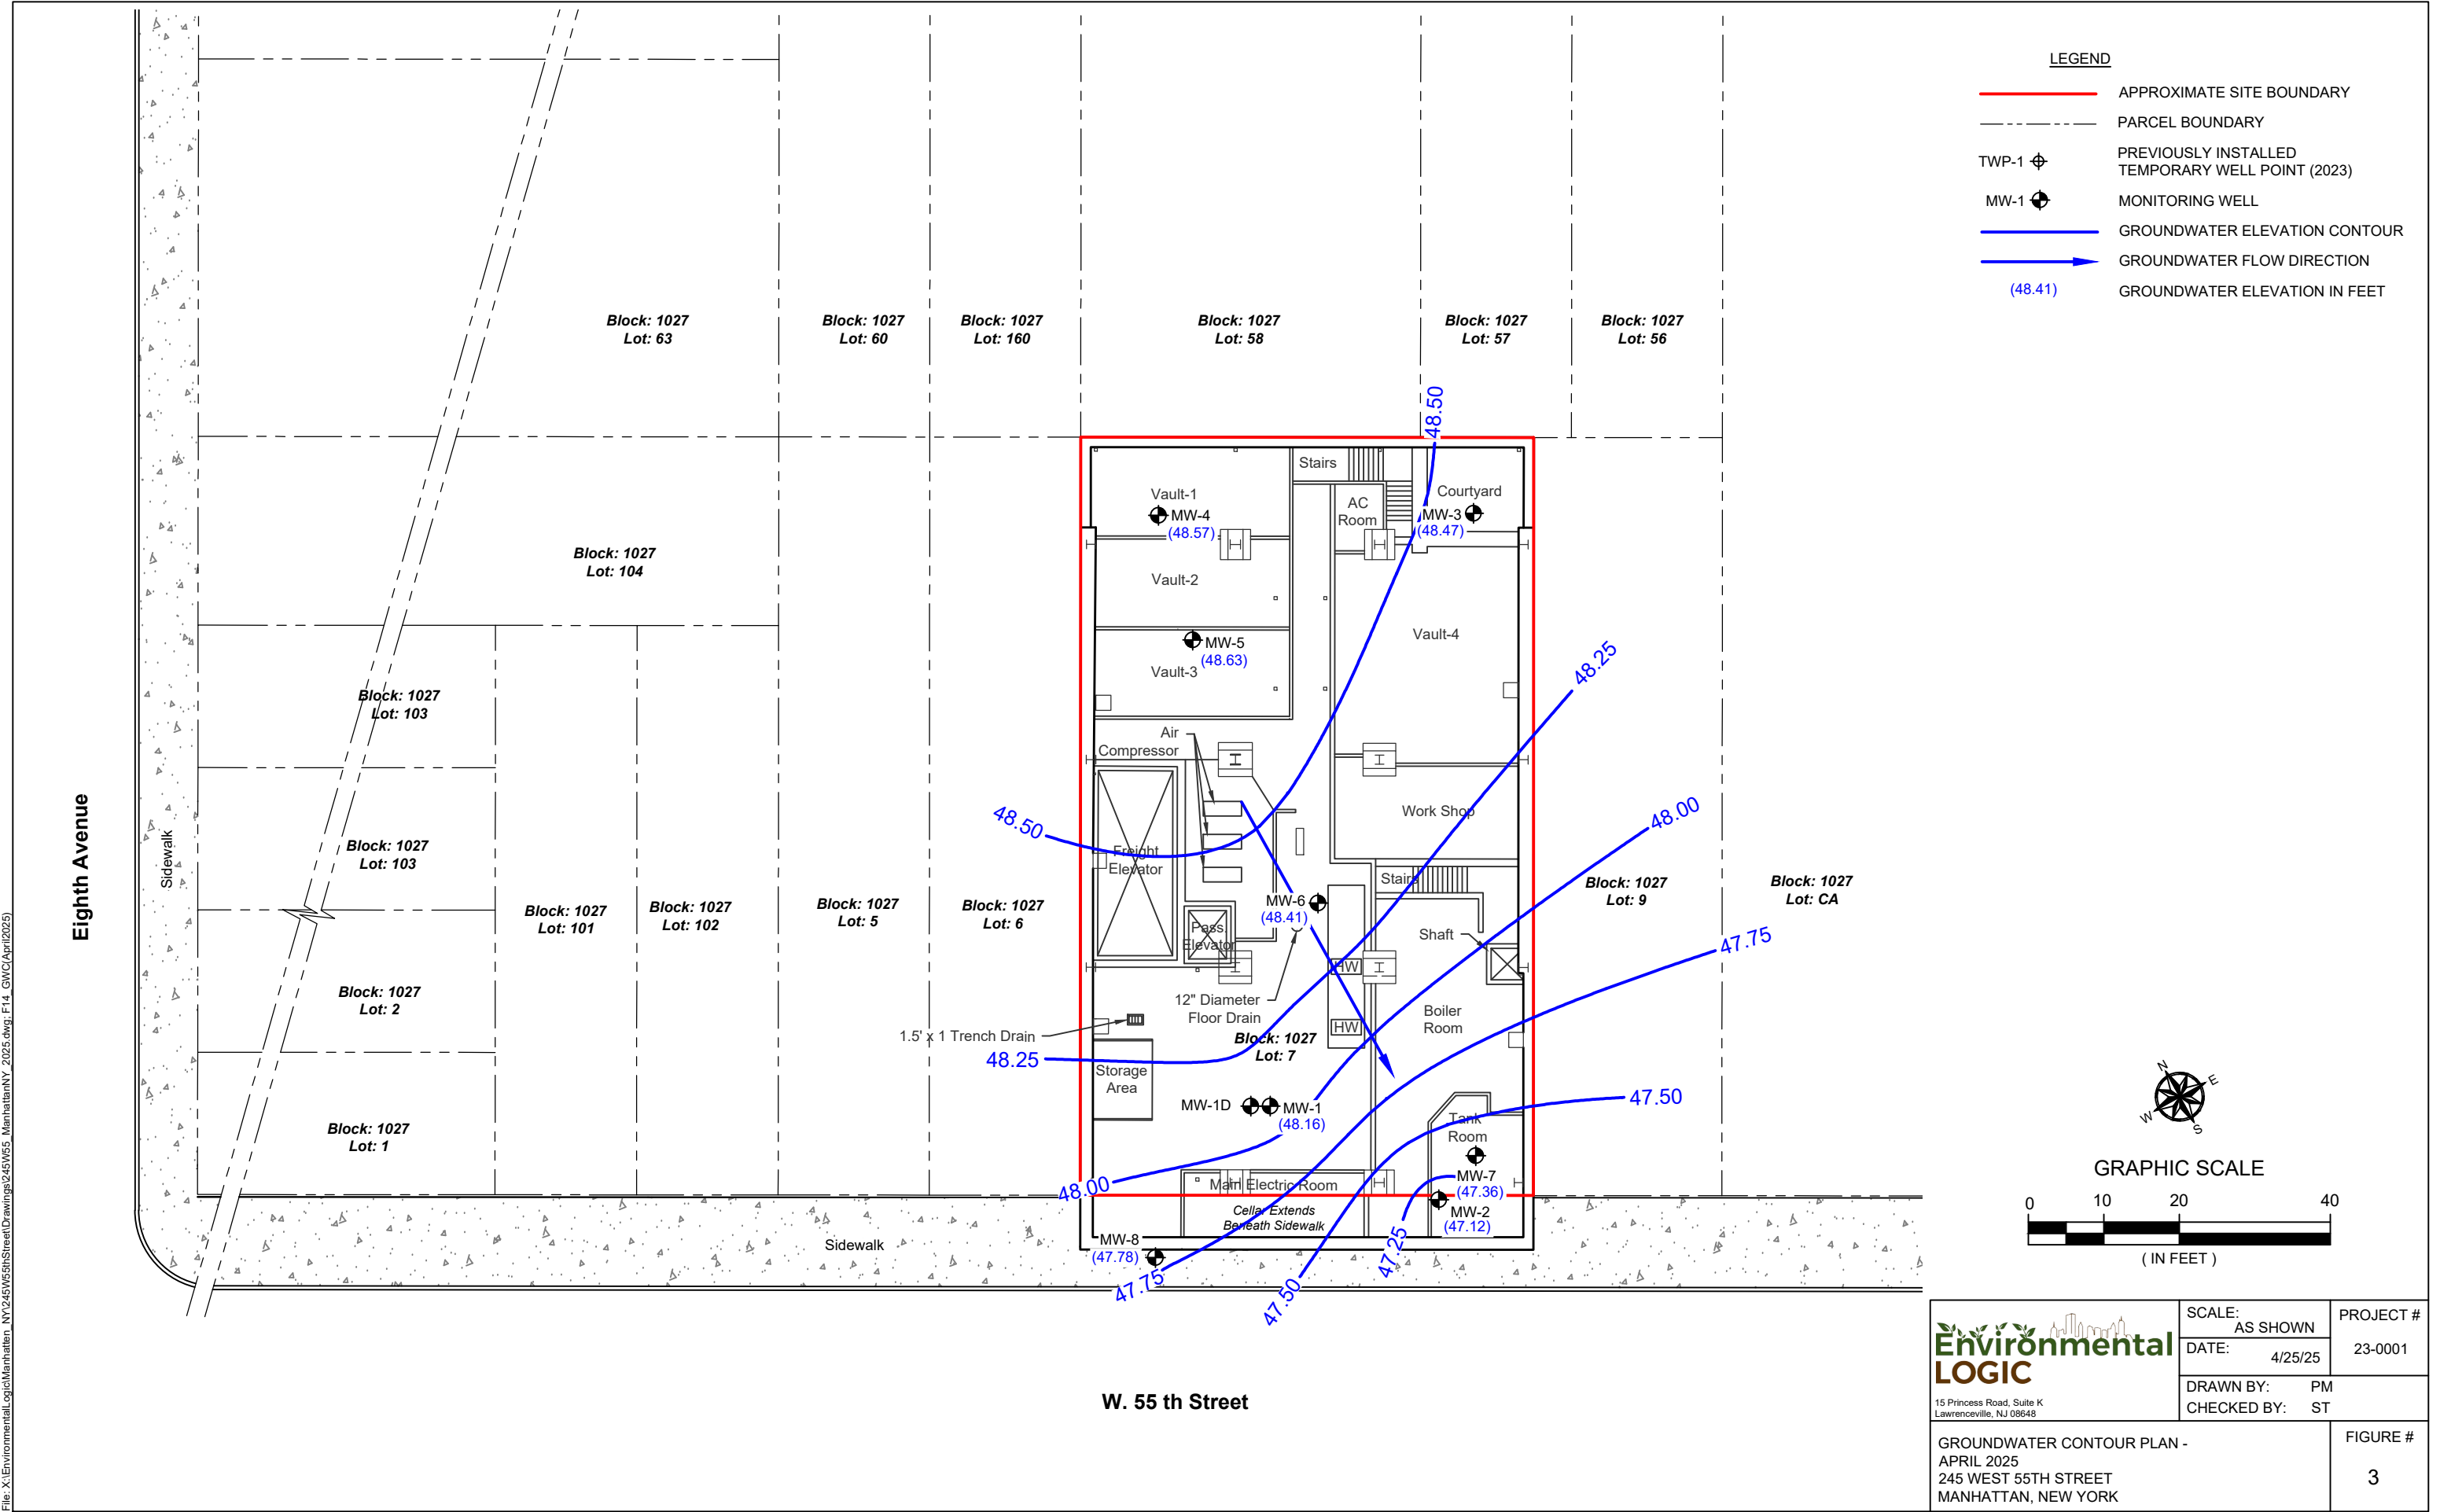 LEGEND
APPROXIMATE SITE BOUNDARY
PARCEL BOUNDARY
TWP-1
PREVIOUSLY INSTALLED
TEMPORARY WELL POINT (2023)
MW-1
MONITORING WELL
GROUNDWATER ELEVATION CONTOUR
GROUNDWATER FLOW DIRECTION
(48.41)
GROUNDWATER ELEVATION IN FEET
Block: 1027
Lot: 63
Block: 1027
Lot: 60
Block: 1027
Lot: 160
Block: 1027
Lot: 58
Block: 1027
Lot: 57
Block: 1027
Lot: 56
48.50
Stairs
Vault-1
MW-4
(48.57)
AC
Room
Courtyard
MW-3
(48.47)
Block: 1027
Lot: 104
Vault-2
Vault-4
MW-5
(48.63)
Vault-3
48.25
Block: 1027
Lot: 103
Air
Compressor
48.50
Work Shop
48.00
Eighth Avenue
Sidewalk
Block: 1027
Lot: 103
Freight
Elevator
Stairs
Block: 1027
Lot: 101
Block: 1027
Lot: 102
Block: 1027
Lot: 5
Block: 1027
Lot: 6
MW-6
(48.41)
Pass.
Elevator
Shaft
Block: 1027
Lot: 9
Block: 1027
Lot: CA
47.75
HW
Block: 1027
Lot: 2
12" Diameter
Floor Drain
Boiler
Room
1.5' x 1 Trench Drain
HW
Block: 1027
Lot: 7
48.25
Storage
Area
47.50
Block: 1027
Lot: 1
MW-1D
MW-1
(48.16)
Tank
Room
48.00
Main Electric Room
MW-7
(47.36)
Cellar Extends
Beneath Sidewalk
MW-2
(47.12)
Sidewalk
MW-8
(47.78)
47.75
47.50
47.25
W. 55 th Street
N
E
W
S
GRAPHIC SCALE
0 10 20 40
( IN FEET )
Environmental
LOGIC
15 Princess Road, Suite K
Lawrenceville, NJ 08648
SCALE:
AS SHOWN
PROJECT #
23-0001
DATE:
4/25/25
DRAWN BY: PM
CHECKED BY: ST
GROUNDWATER CONTOUR PLAN -
APRIL 2025
245 WEST 55TH STREET
MANHATTAN, NEW YORK
FIGURE #
3
File: X:\EnvironmentalLogic\Manhatten_NY\245W55thStreet\Drawings\245W55_ManhattanNY_2025.dwg; F14_GWC(April2025)